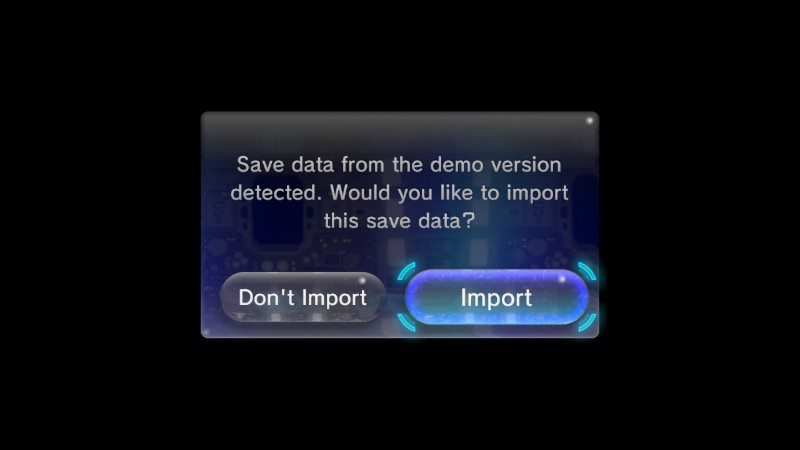 Save data from the demo version
detected. Would you like to import
this save data?
Don't Import
Import